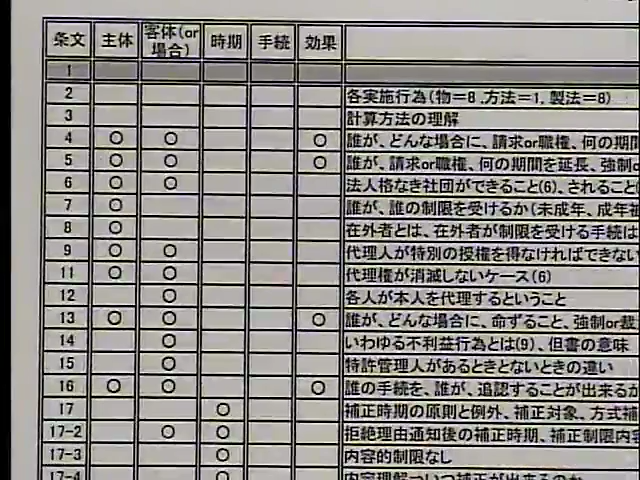 条文 主体 客体(or場合) 時期 手続 効果
1
2 各実施行為(物=8 ,方法=1, 製法=8)
3 計算方法の理解
4 ○ ○ ○ 誰が、どんな場合に、請求or職権、何の期間
5 ○ ○ ○ 誰が、請求or職権、何の期間を延長、強制
6 ○ ○ 法人格なき社団ができること(6)、されること
7 ○ 誰が、誰の制限を受けるか(未成年、成年
8 ○ 在外者とは、在外者が制限を受ける手続は
9 ○ ○ 代理人が特別の授権を得なければできない
11 ○ ○ 代理権が消滅しないケース(6)
12 ○ 各人が本人を代理するということ
13 ○ ○ ○ 誰が、どんな場合に、命ずること、強制or裁
14 ○ いわゆる不利益行為とは(9)、但書の意味
15 ○ 特許管理人があるときとないときの違い
16 ○ ○ ○ 誰の手続を、誰が、追認することが出来るか
17 ○ 補正時期の原則と例外、補正対象、方式補
17-2 ○ ○ 拒絶理由通知後の補正時期、補正制限内容
17-3 ○ 内容的制限なし
17-4 ○ 内容理解→いつ補正が出来るのか